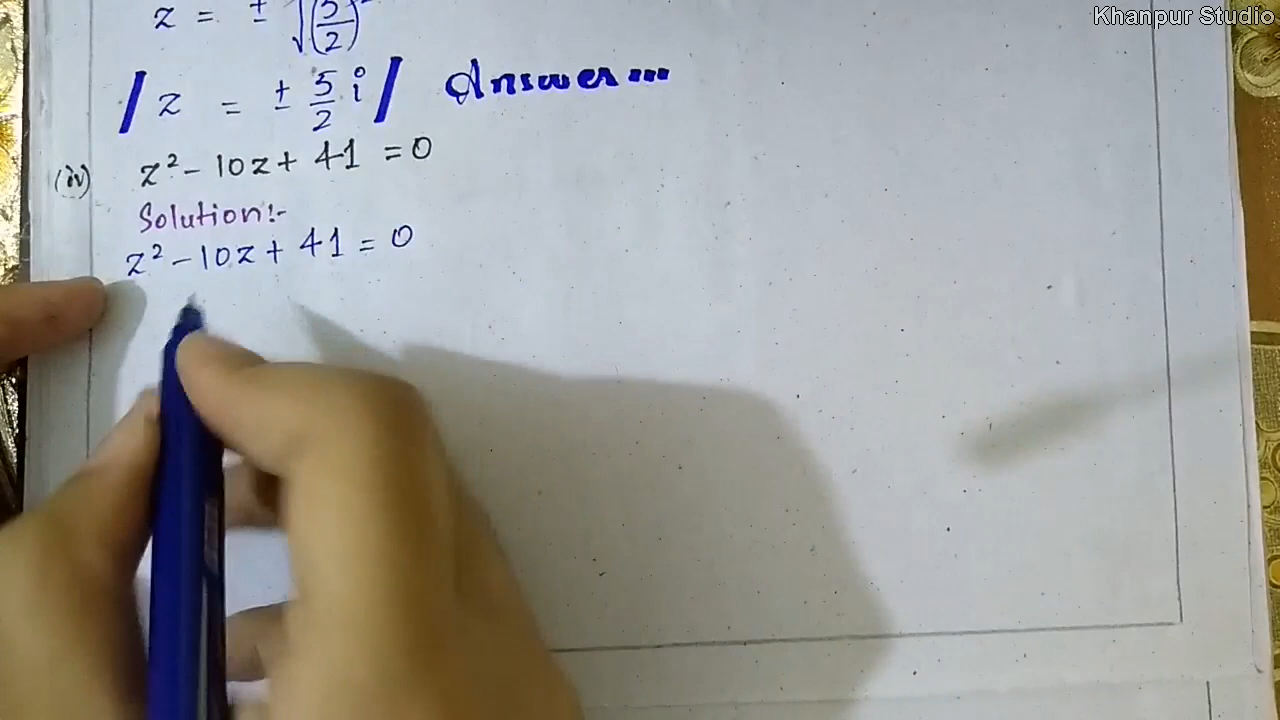 Khanpur Studio
z = ± √(5/2)²
/ z = ± 5/2 i / Answer...
(iv) z² - 10z + 41 = 0
Solution:-
z² - 10z + 41 = 0